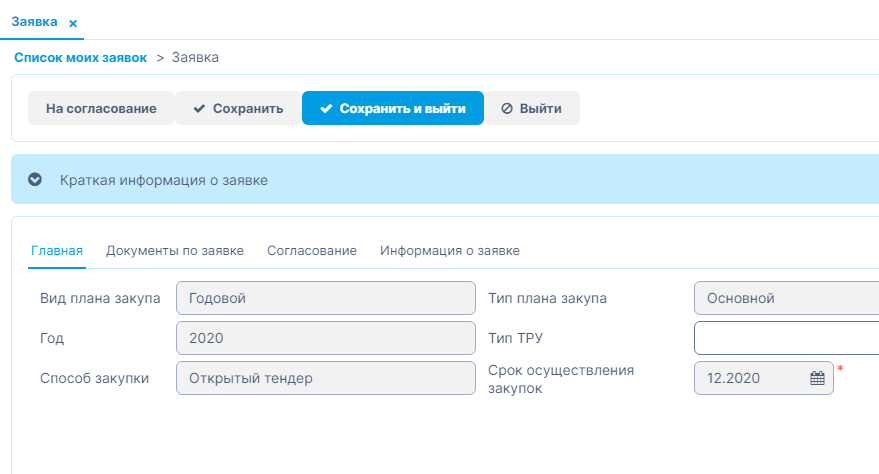 Заявка ×
Список моих заявок > Заявка
На согласование Сохранить Сохранить и выйти Выйти
Краткая информация о заявке
Главная Документы по заявке Согласование Информация о заявке
Вид плана закупа Годовой Тип плана закупа Основной
Год 2020 Тип ТРУ
Способ закупки Открытый тендер Срок осуществления закупок 12.2020 *